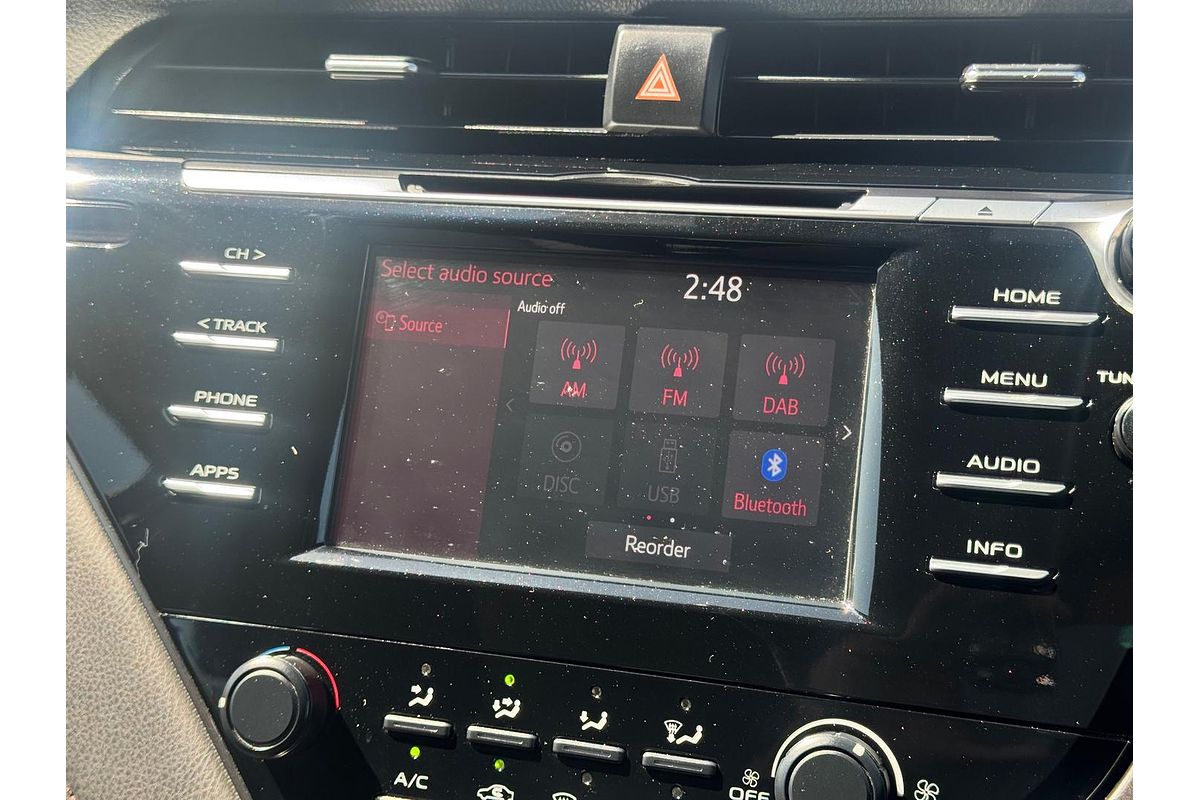 CH >
< TRACK
PHONE
APPS
Select audio source
2:48
Source
Audio off
AM
FM
DAB
DISC
USB
Bluetooth
Reorder
HOME
MENU
TUN
AUDIO
INFO
A/C
OFF